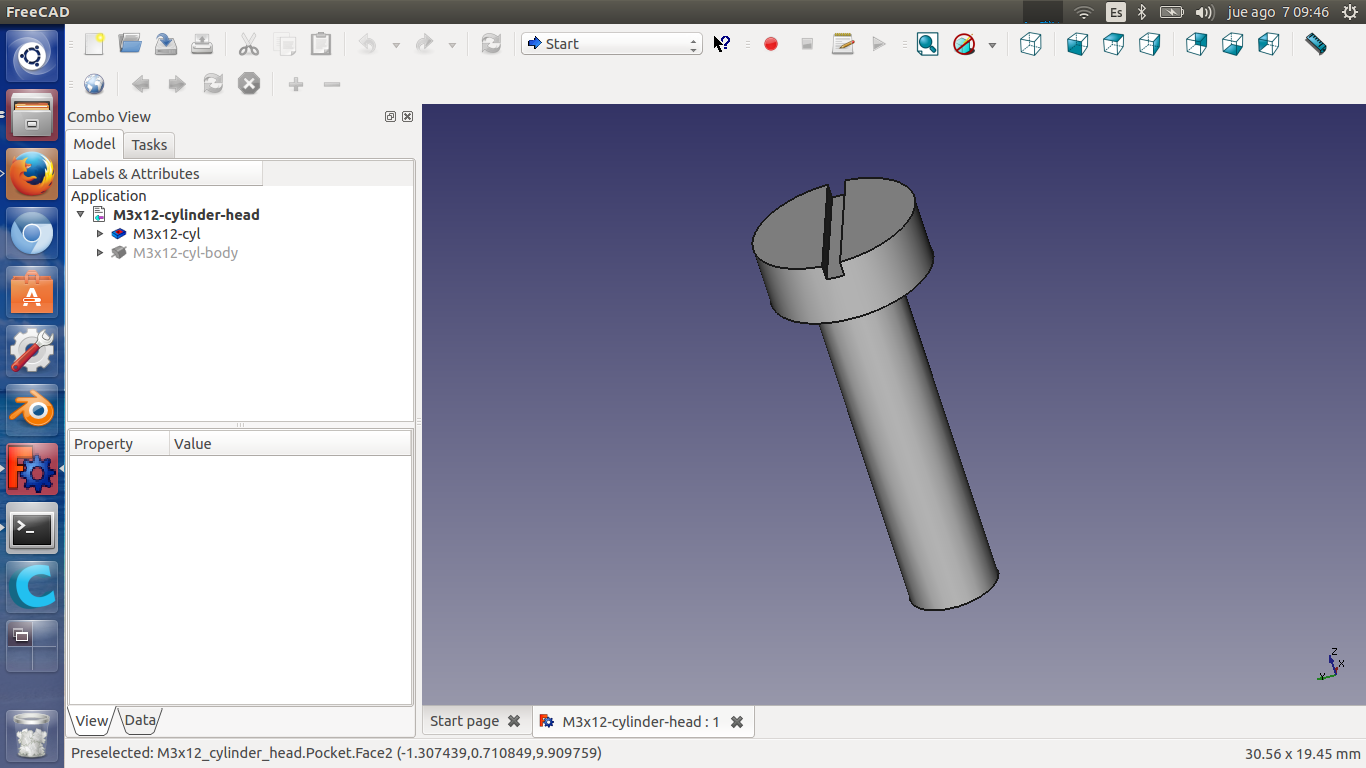 FreeCAD
Es
jue ago 7 09:46
Start
Combo View
Model
Tasks
Labels & Attributes
Application
M3x12-cylinder-head
M3x12-cyl
M3x12-cyl-body
Property
Value
View
Data
Z
X
Y
Start page
M3x12-cylinder-head : 1
Preselected: M3x12_cylinder_head.Pocket.Face2 (-1.307439,0.710849,9.909759)
30.56 x 19.45 mm